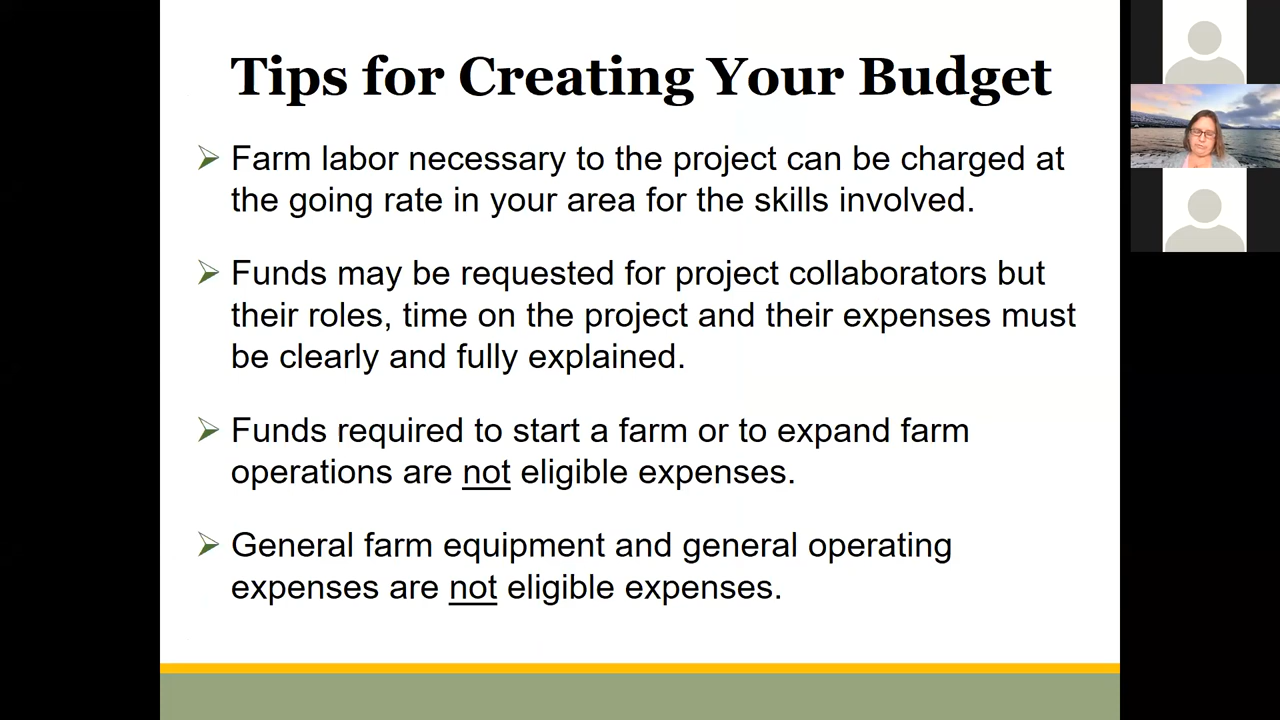 Tips for Creating Your Budget
Farm labor necessary to the project can be charged at
the going rate in your area for the skills involved.
Funds may be requested for project collaborators but
their roles, time on the project and their expenses must
be clearly and fully explained.
Funds required to start a farm or to expand farm
operations are not eligible expenses.
General farm equipment and general operating
expenses are not eligible expenses.